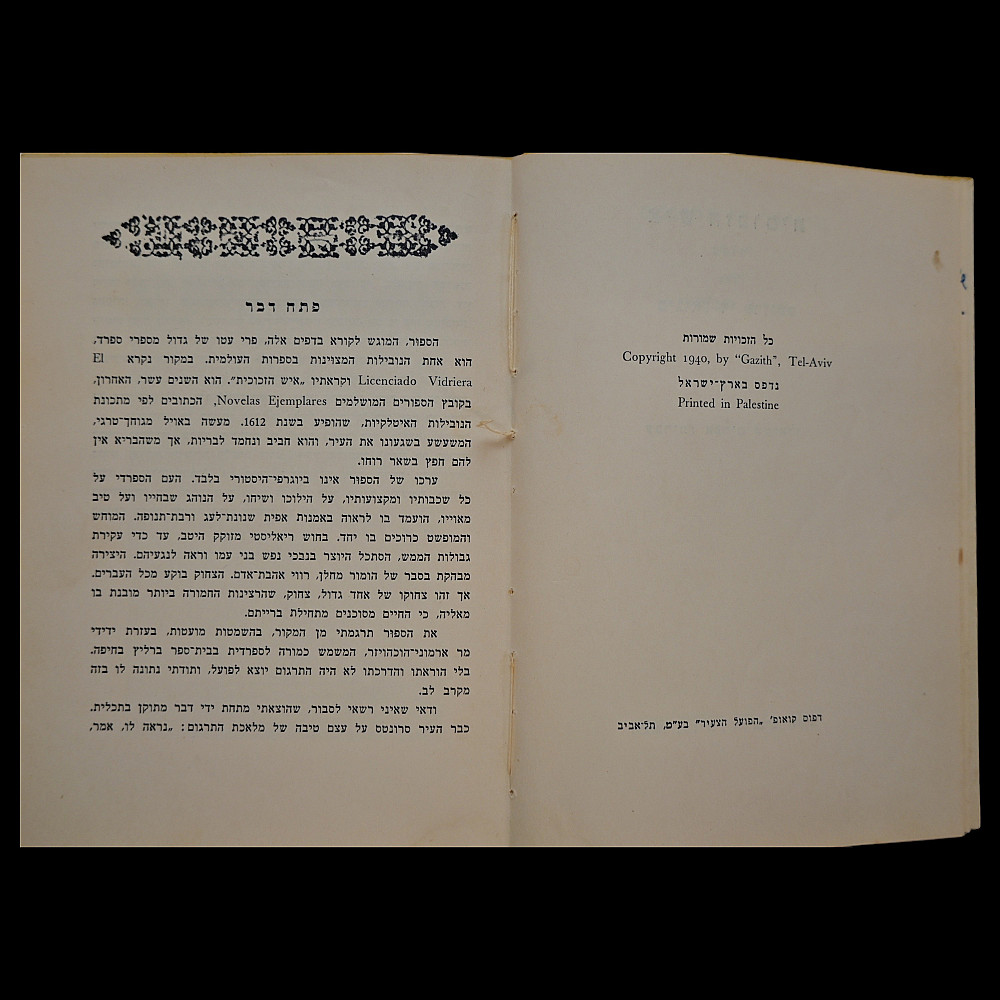 כל הזכויות שמורות
Copyright 1940, by "Gazith", Tel-Aviv
נדפס בארץ־ישראל
Printed in Palestine
דפוס קואופ' „הפועל הצעיר" בע"מ, תל־אביב
פתח דבר
הספור, המוגש לקורא בדפים אלה, פרי עטו של גדול מספרי ספרד,
הוא אחת הנובילות המצוינות בספרות העולמית. במקור נקרא El
Licenciado Vidriera וקראתיו „איש הזכוכית". הוא השנים עשר, האחרון,
בקובץ הספורים המושלמים Novelas Ejemplares, הכתובים לפי מתכונת
הנובילות האיטלקיות, שהופיע בשנת 1612. מעשה באויל מגוחך־טרגי,
המשעשע בשגעונו את העיר, והוא חביב ונחמד לבריות, אך משהבריא אין
להם חפץ בשאר רוחו.
ערכו של הספור אינו ביוגרפי־היסטורי בלבד. העם הספרדי על
כל שכבותיו ומקצועותיו, על הילוכו ושיחו, על הנוהג שבחייו ועל טיב
מאוייו, הועמד בו לראוה באמנות אפית שנונת־לעג ורבת־תנופה. המוחש
והמופשט כרוכים בו יחד. בחוש ריאליסטי מזוקק היטב, עד כדי עקירת
גבולות הממש, הסתכל היוצר בנבכי נפש בני עמו וראה לנגעיהם. היצירה
מבהקת בסבר של הומור מחלן, רווי אהבת־אדם. הצחוק בוקע מכל העברים.
אך זהו צחוקו של אחד גדול, צחוק, שהרצינות החמורה ביותר מובנת בו
מאליה, כי החיים מסוכנים מתחילת ברייתם.
את הספור תרגמתי מן המקור, בהשמטות מועטות, בעזרת ידידי
מר ארמוני־הוכהויזר, המשמש כמורה לספרדית בבית־ספר ברליץ בחיפה.
בלי הוראתו והדרכתו לא היה התרגום יוצא לפועל, ותודתי נתונה לו בזה
מקרב לב.
ודאי שאיני רשאי לסבור, שהוצאתי מתחת ידי דבר מתוקן בתכלית.
כבר העיר סרונטס על עצם טיבה של מלאכת התרגום: „נראה לו, אמר,